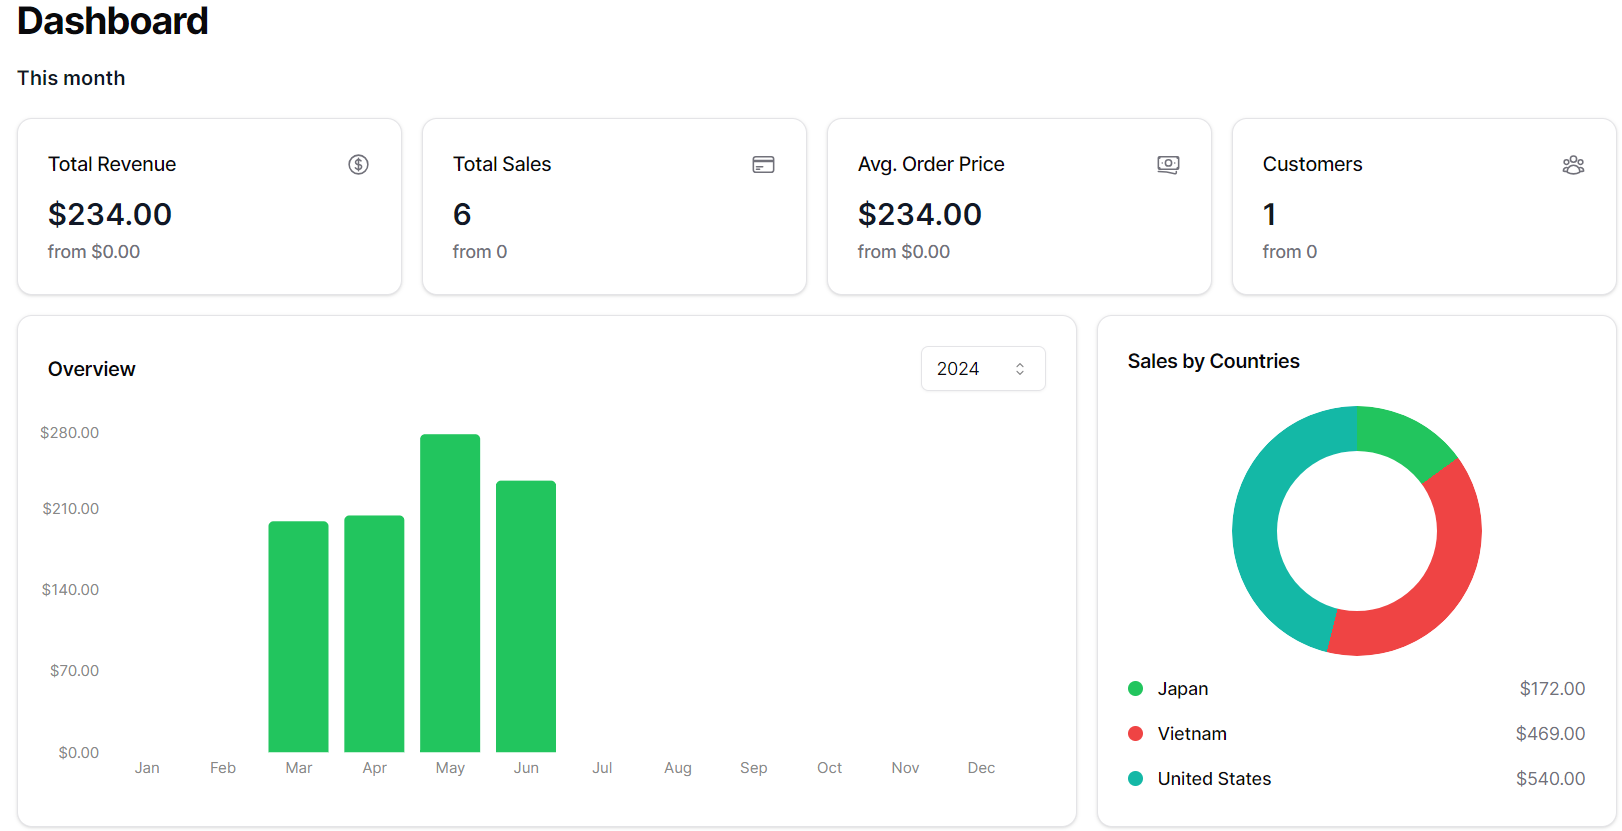 Dashboard
This month
Total Revenue
$234.00
from $0.00
Total Sales
6
from 0
Avg. Order Price
$234.00
from $0.00
Customers
1
from 0
Overview
2024
$280.00
$210.00
$140.00
$70.00
$0.00
Jan Feb Mar Apr May Jun Jul Aug Sep Oct Nov Dec
Sales by Countries
Japan $172.00
Vietnam $469.00
United States $540.00